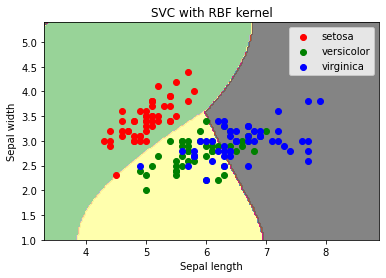 SVC with RBF kernel
setosa
versicolor
virginica
Sepal width
5.0
4.5
4.0
3.5
3.0
2.5
2.0
1.5
1.0
4 5 6 7 8
Sepal length